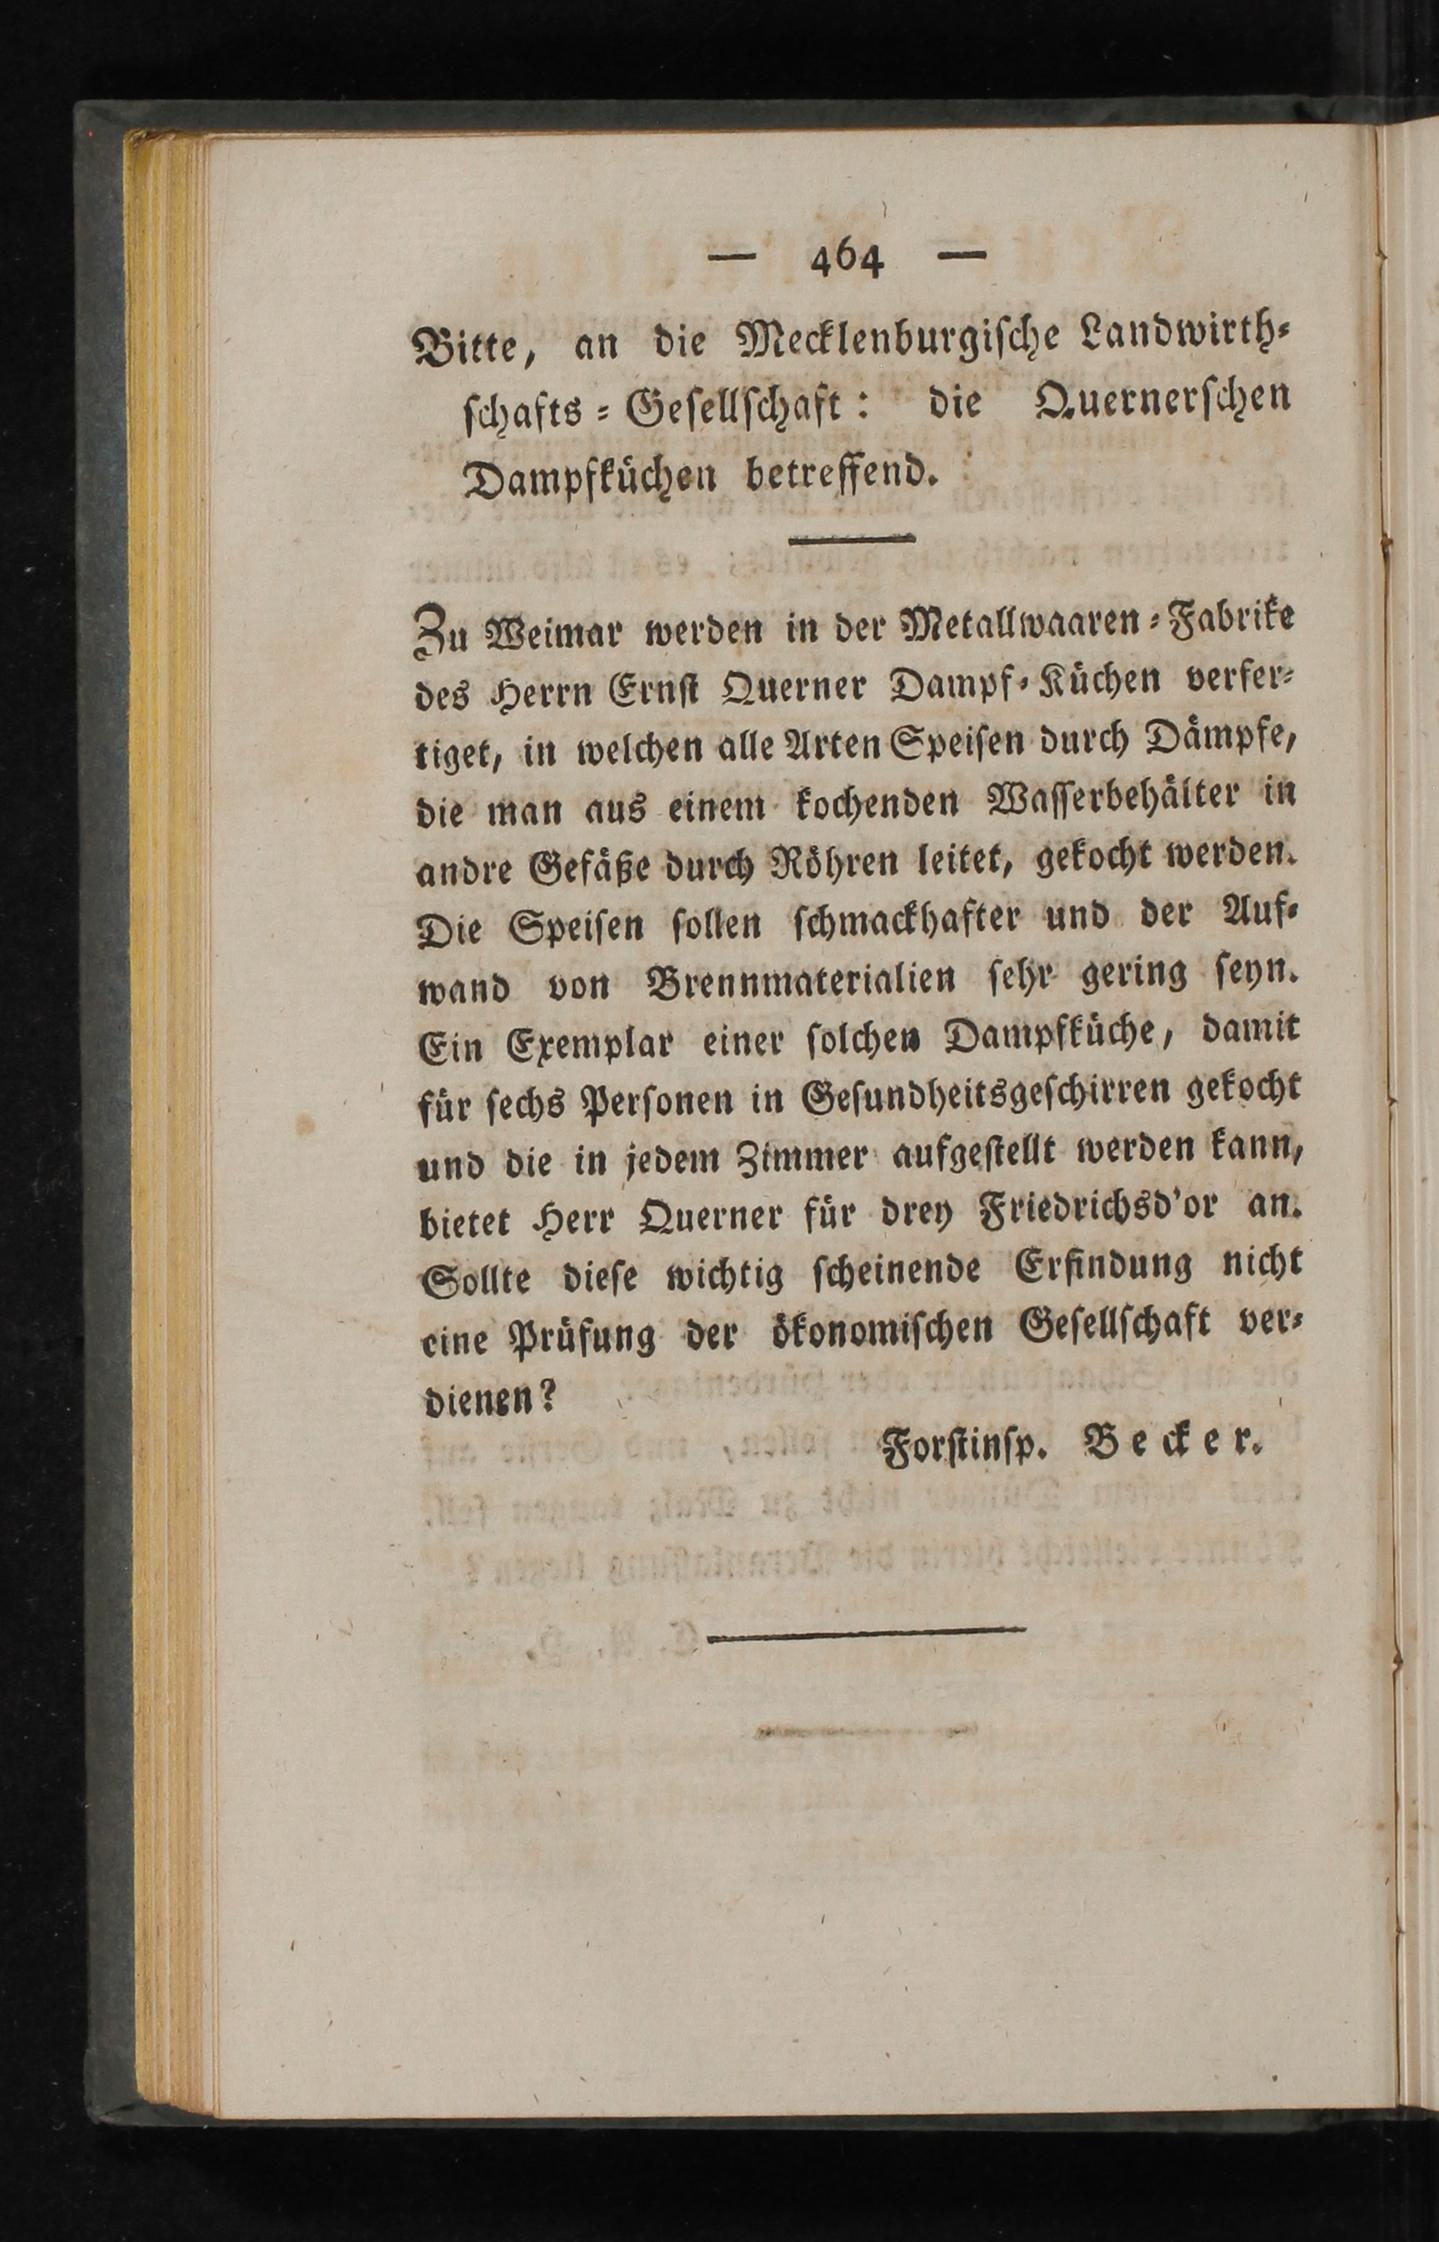 — 464 —
Bitte, an die Mecklenburgiſche Landwirth⸗
ſchafts⸗Geſellſchaft: die Quernerſchen
Dampfküchen betreffend.
Zu Weimar werden in der Metallwaaren⸗Fabrike
des Herrn Ernſt Querner Dampf⸗Küchen verfer⸗
tiget, in welchen alle Arten Speiſen durch Dämpfe,
die man aus einem kochenden Waſſerbehälter in
andre Gefäße durch Röhren leitet, gekocht werden.
Die Speiſen ſollen ſchmackhafter und der Auf⸗
wand von Brennmaterialien ſehr gering ſeyn.
Ein Exemplar einer ſolchen Dampfküche, damit
für ſechs Perſonen in Geſundheitsgeſchirren gekocht
und die in jedem Zimmer aufgeſtellt werden kann,
bietet Herr Querner für drey Friedrichsd'or an.
Sollte dieſe wichtig ſcheinende Erfindung nicht
eine Prüfung der ökonomiſchen Geſellſchaft ver⸗
dienen?
Forſtinſp. Becker.